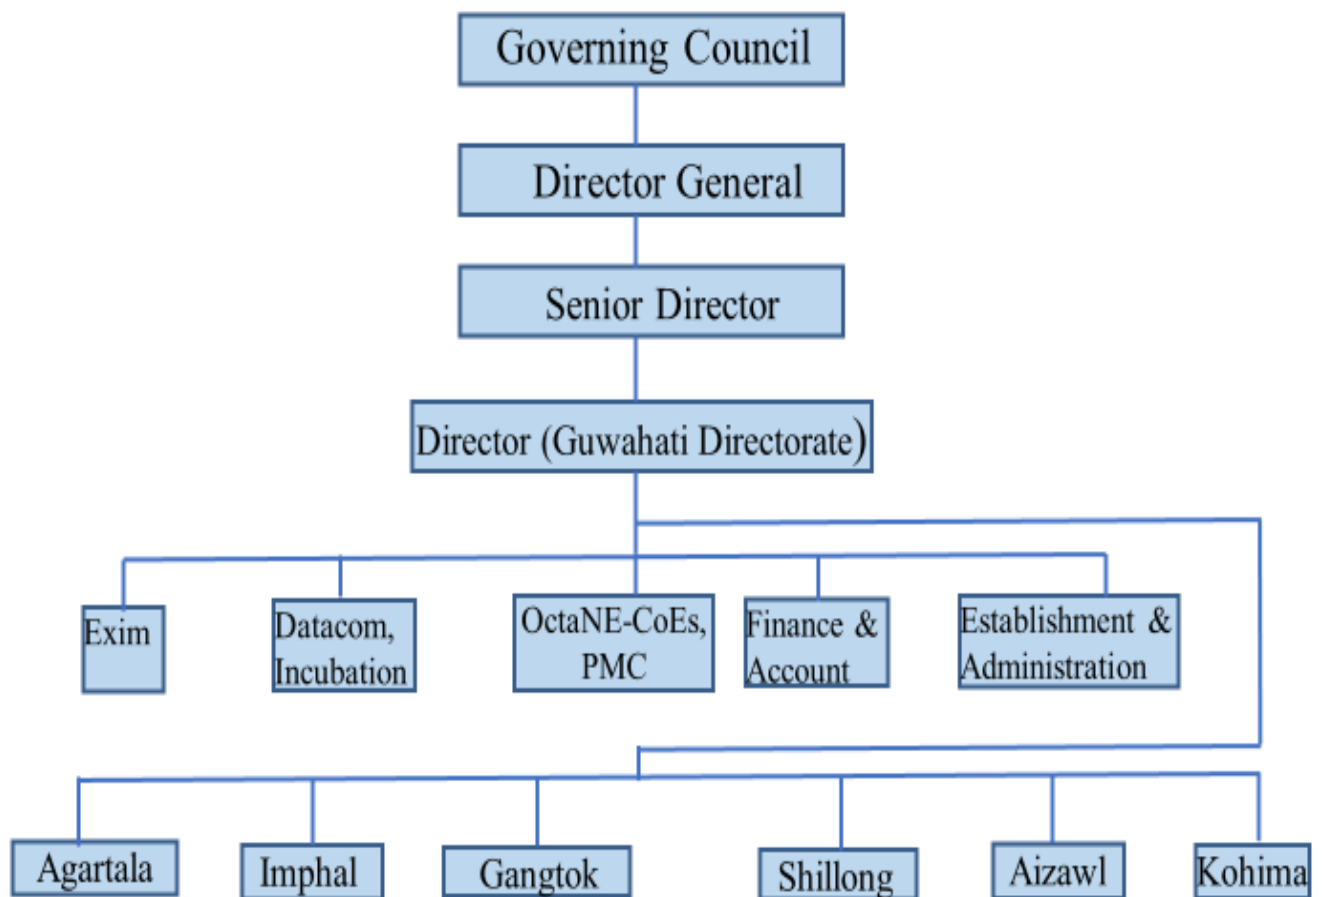 Governing Council
Director General
Senior Director
Director (Guwahati Directorate)
Exim
Datacom,
Incubation
OctaNE-CoEs,
PMC
Finance &
Account
Establishment &
Administration
Agartala
Imphal
Gangtok
Shillong
Aizawl
Kohima